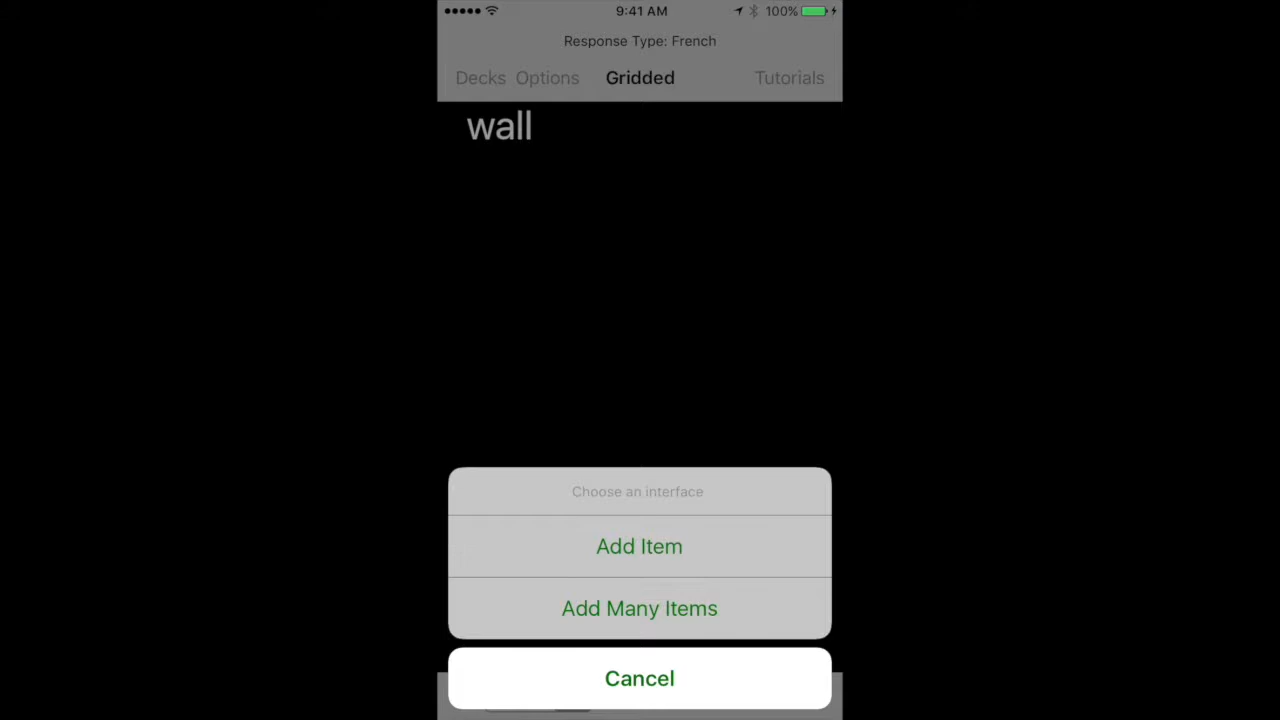 9:41 AM 100%
Response Type: French
Decks Options Gridded Tutorials
wall
Choose an interface
Add Item
Add Many Items
Cancel